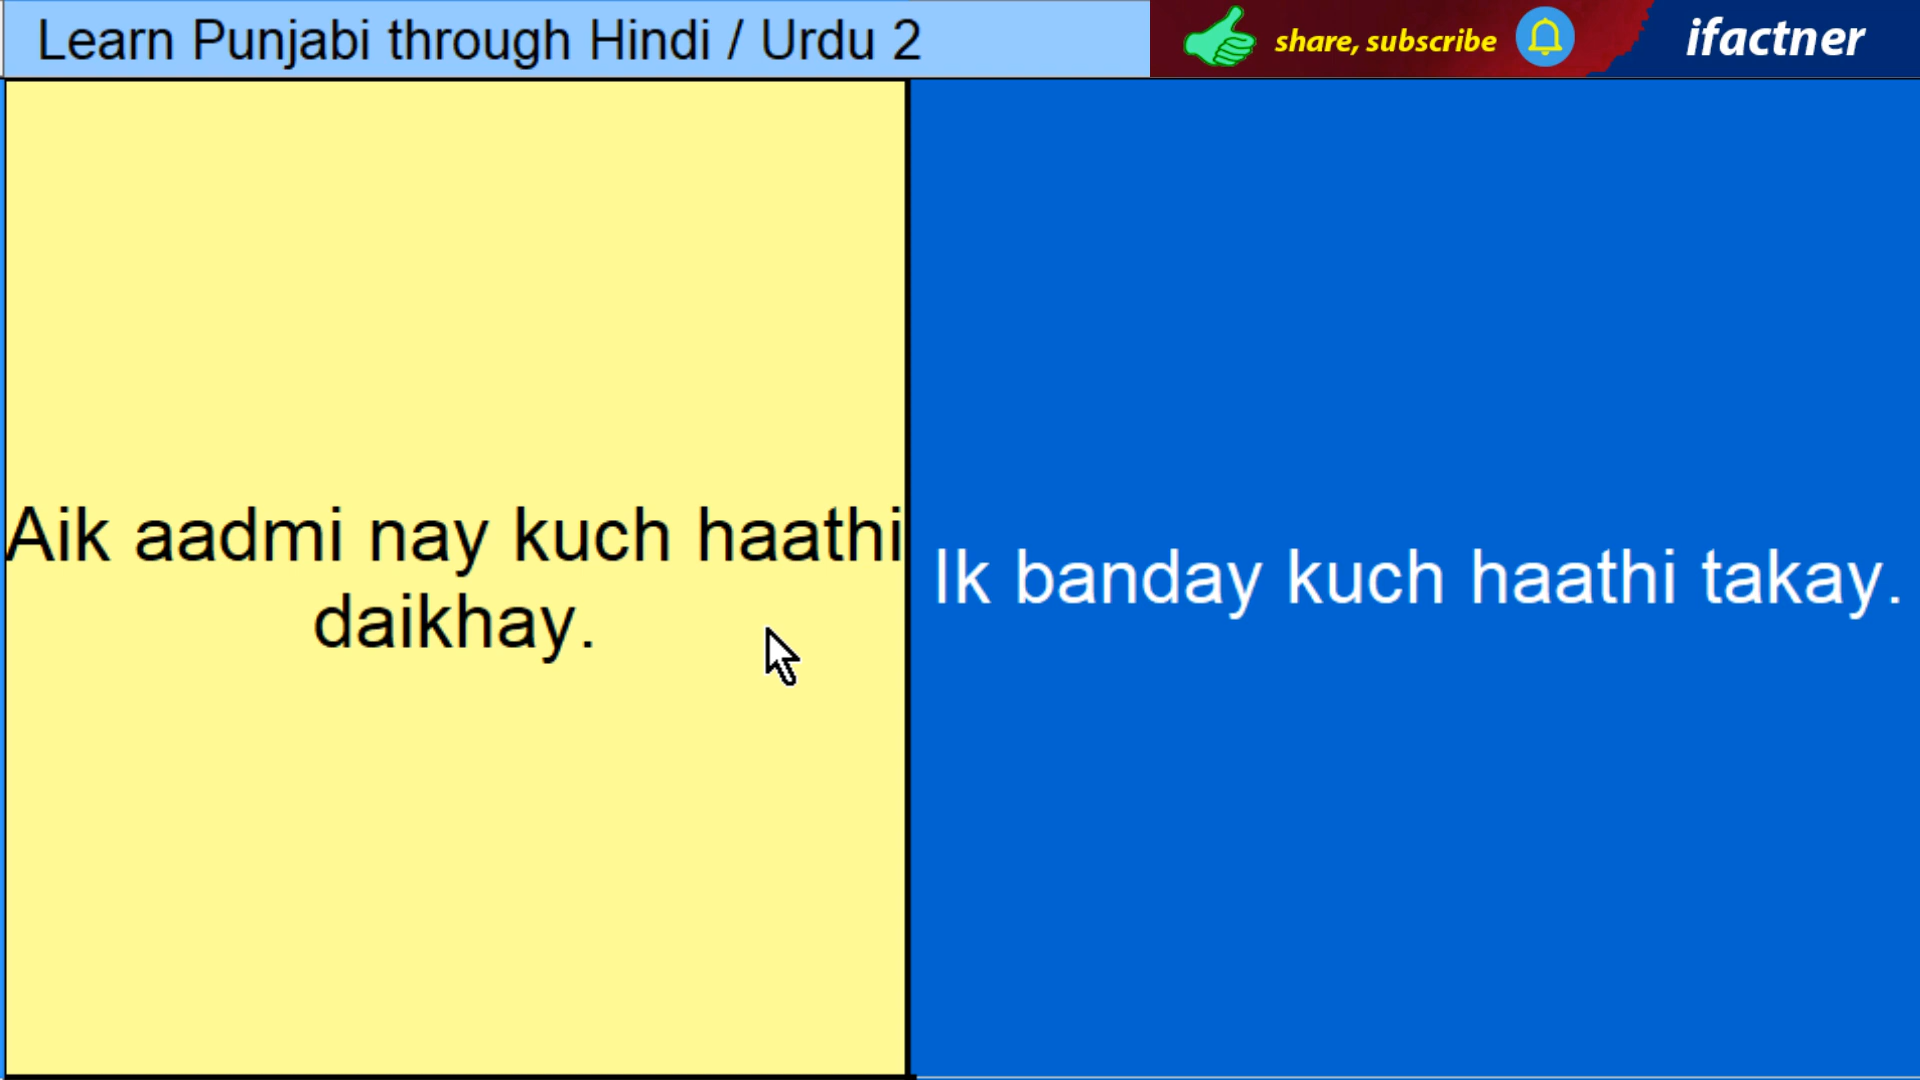 Learn Punjabi through Hindi / Urdu 2
share, subscribe
ifactner
Aik aadmi nay kuch haathi
daikhay.
Ik banday kuch haathi takay.